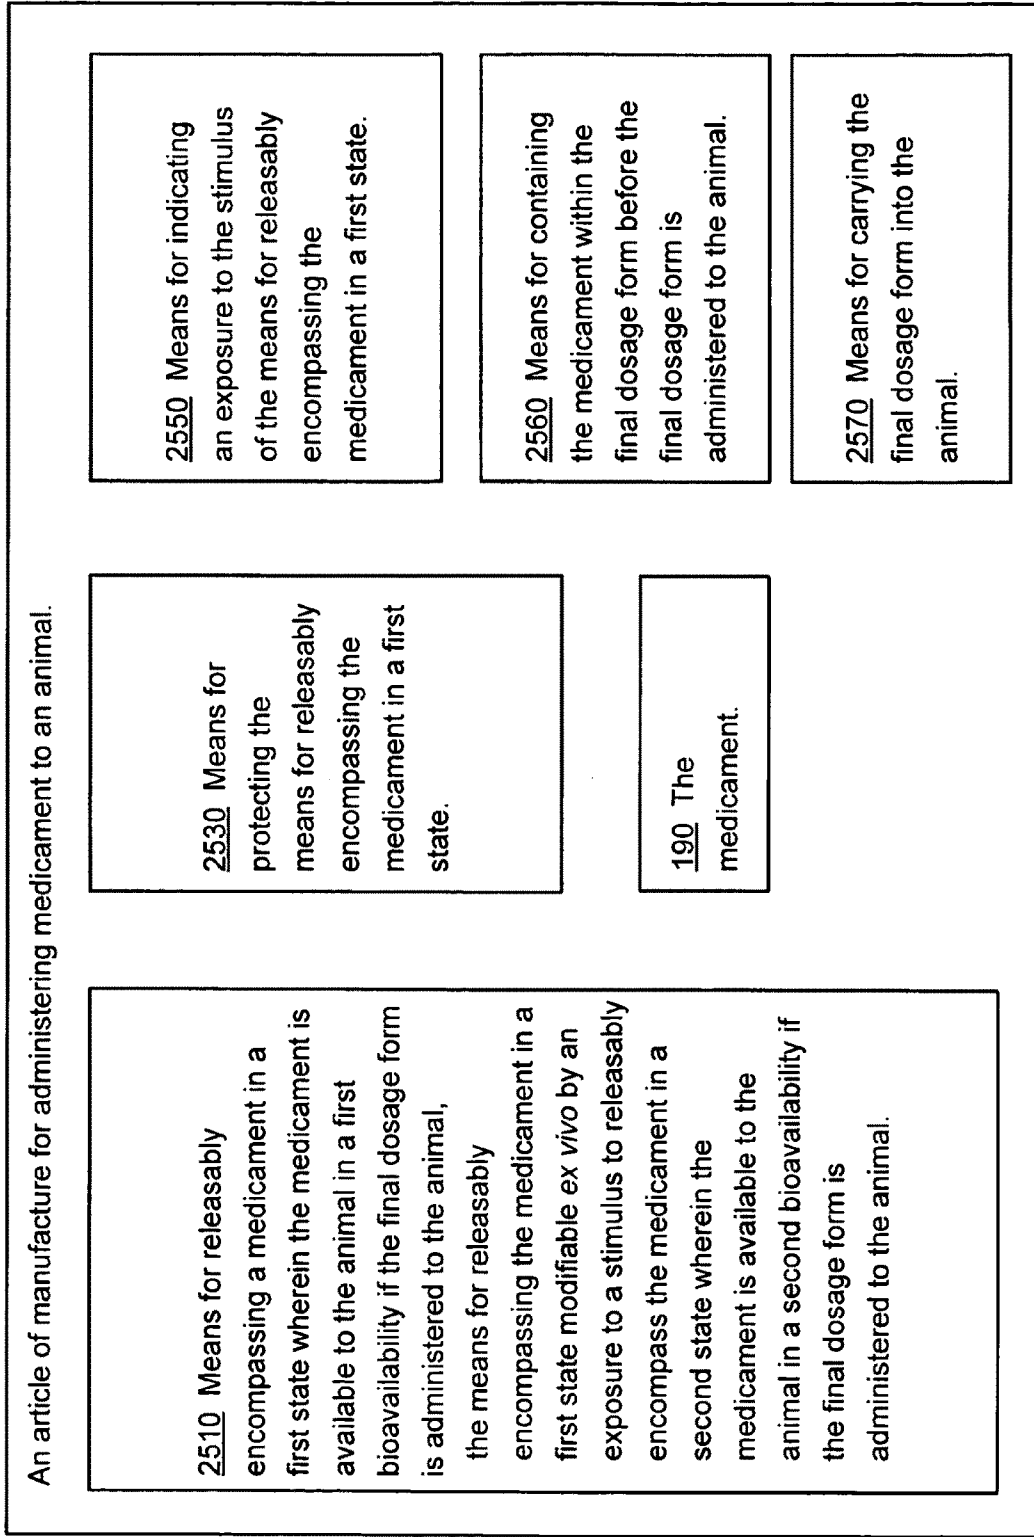 An article of manufacture for administering medicament to an animal.
2510 Means for releasably
encompassing a medicament in a
first state wherein the medicament is
available to the animal in a first
bioavailability if the final dosage form
is administered to the animal,
the means for releasably
encompassing the medicament in a
first state modifiable ex vivo by an
exposure to a stimulus to releasably
encompass the medicament in a
second state wherein the
medicament is available to the
animal in a second bioavailability if
the final dosage form is
administered to the animal.
2530 Means for
protecting the
means for releasably
encompassing the
medicament in a first
state.
190 The
medicament.
2550 Means for indicating
an exposure to the stimulus
of the means for releasably
encompassing the
medicament in a first state.
2560 Means for containing
the medicament within the
final dosage form before the
final dosage form is
administered to the animal.
2570 Means for carrying the
final dosage form into the
animal.